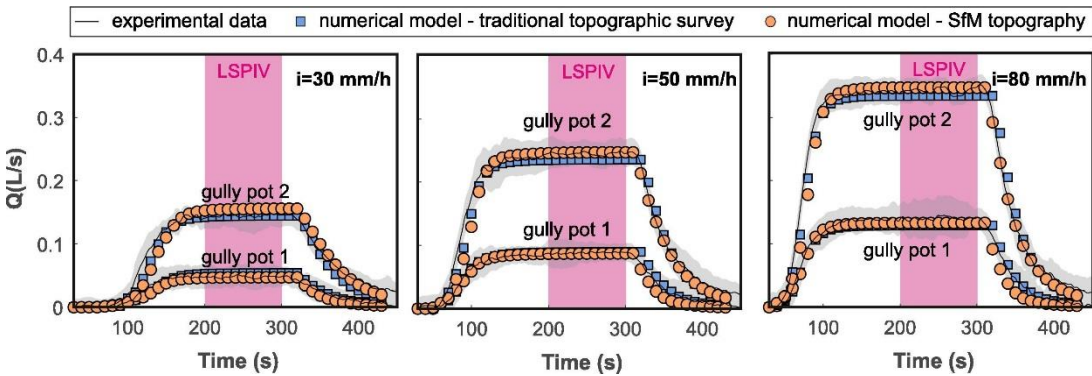 experimental data
numerical model - traditional topographic survey
numerical model - SfM topography
0.4
0.3
0.2
0.1
0
Q(L/s)
LSPIV
i=30 mm/h
gully pot 2
gully pot 1
100 200 300 400
Time (s)
LSPIV
i=50 mm/h
gully pot 2
gully pot 1
100 200 300 400
Time (s)
LSPIV
i=80 mm/h
gully pot 2
gully pot 1
100 200 300 400
Time (s)